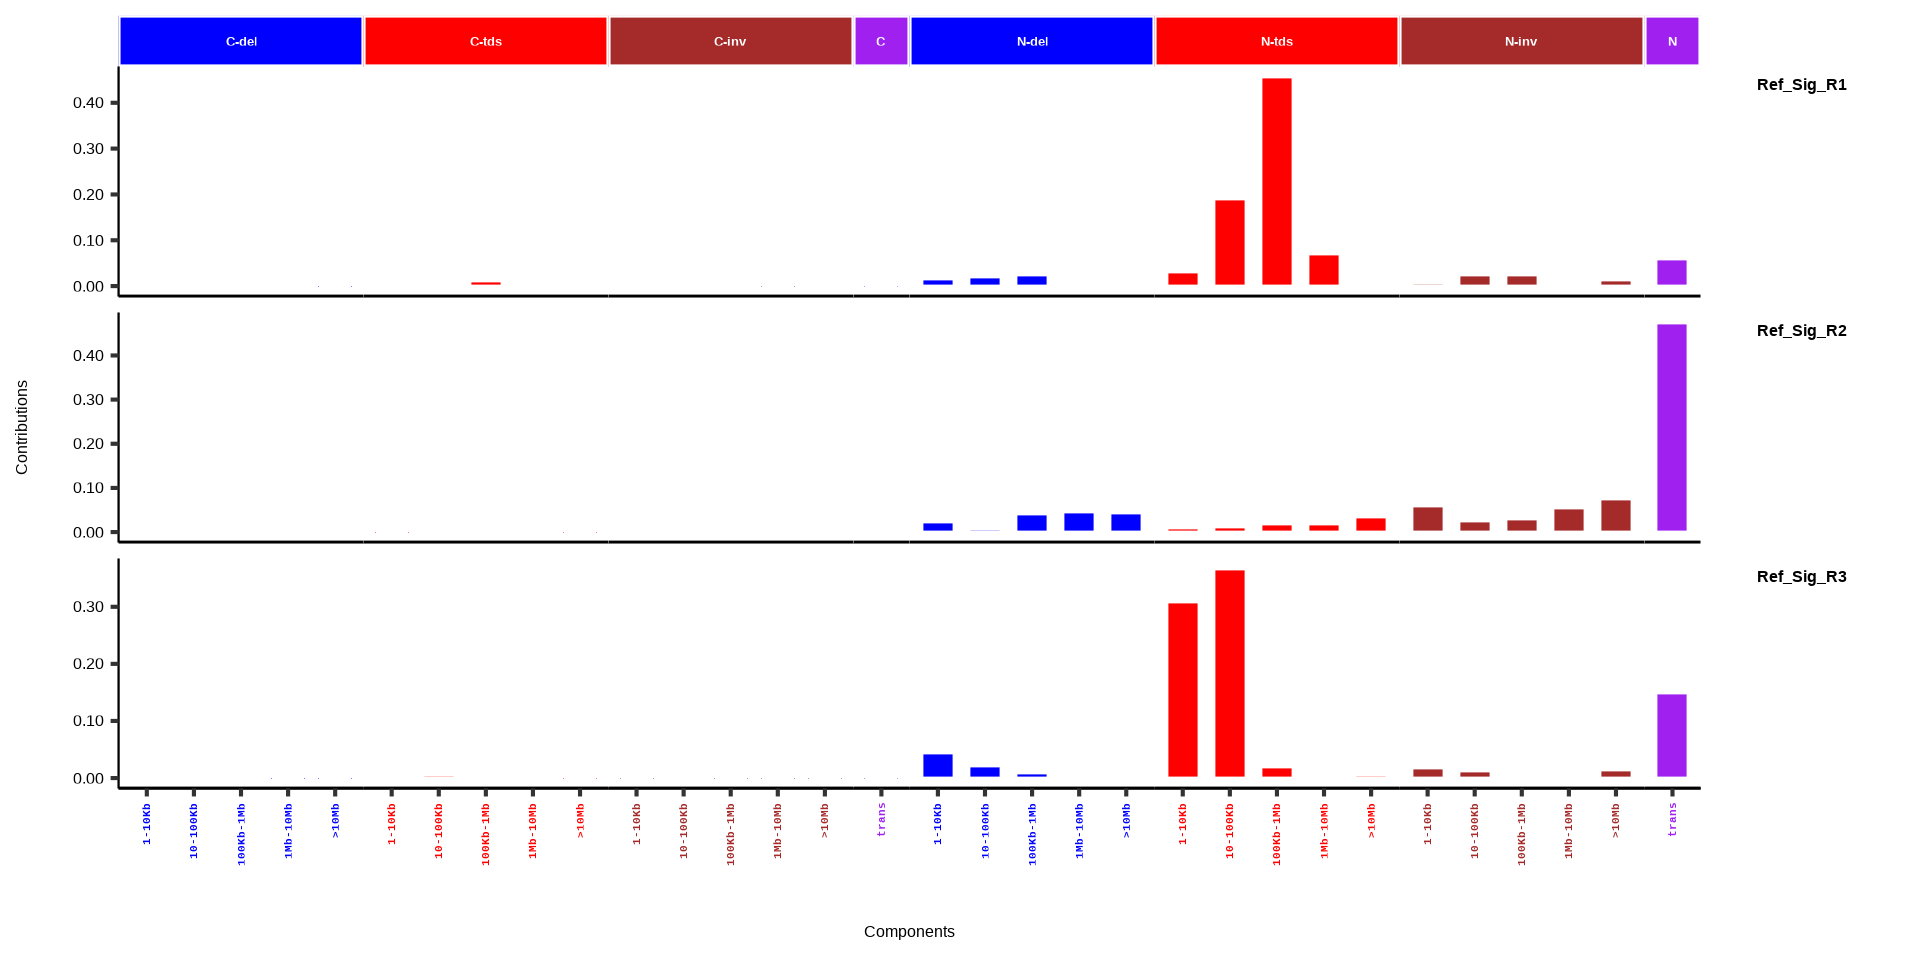 C-del C-tds C-inv C N-del N-tds N-inv N
Ref_Sig_R1
0.40
0.30
0.20
0.10
0.00
Ref_Sig_R2
0.40
0.30
0.20
0.10
0.00
Ref_Sig_R3
0.30
0.20
0.10
0.00
Contributions
1-10Kb
10-100Kb
100Kb-1Mb
1Mb-10Mb
>10Mb
1-10Kb
10-100Kb
100Kb-1Mb
1Mb-10Mb
>10Mb
1-10Kb
10-100Kb
100Kb-1Mb
1Mb-10Mb
>10Mb
trans
1-10Kb
10-100Kb
100Kb-1Mb
1Mb-10Mb
>10Mb
1-10Kb
10-100Kb
100Kb-1Mb
1Mb-10Mb
>10Mb
1-10Kb
10-100Kb
100Kb-1Mb
1Mb-10Mb
>10Mb
trans
Components